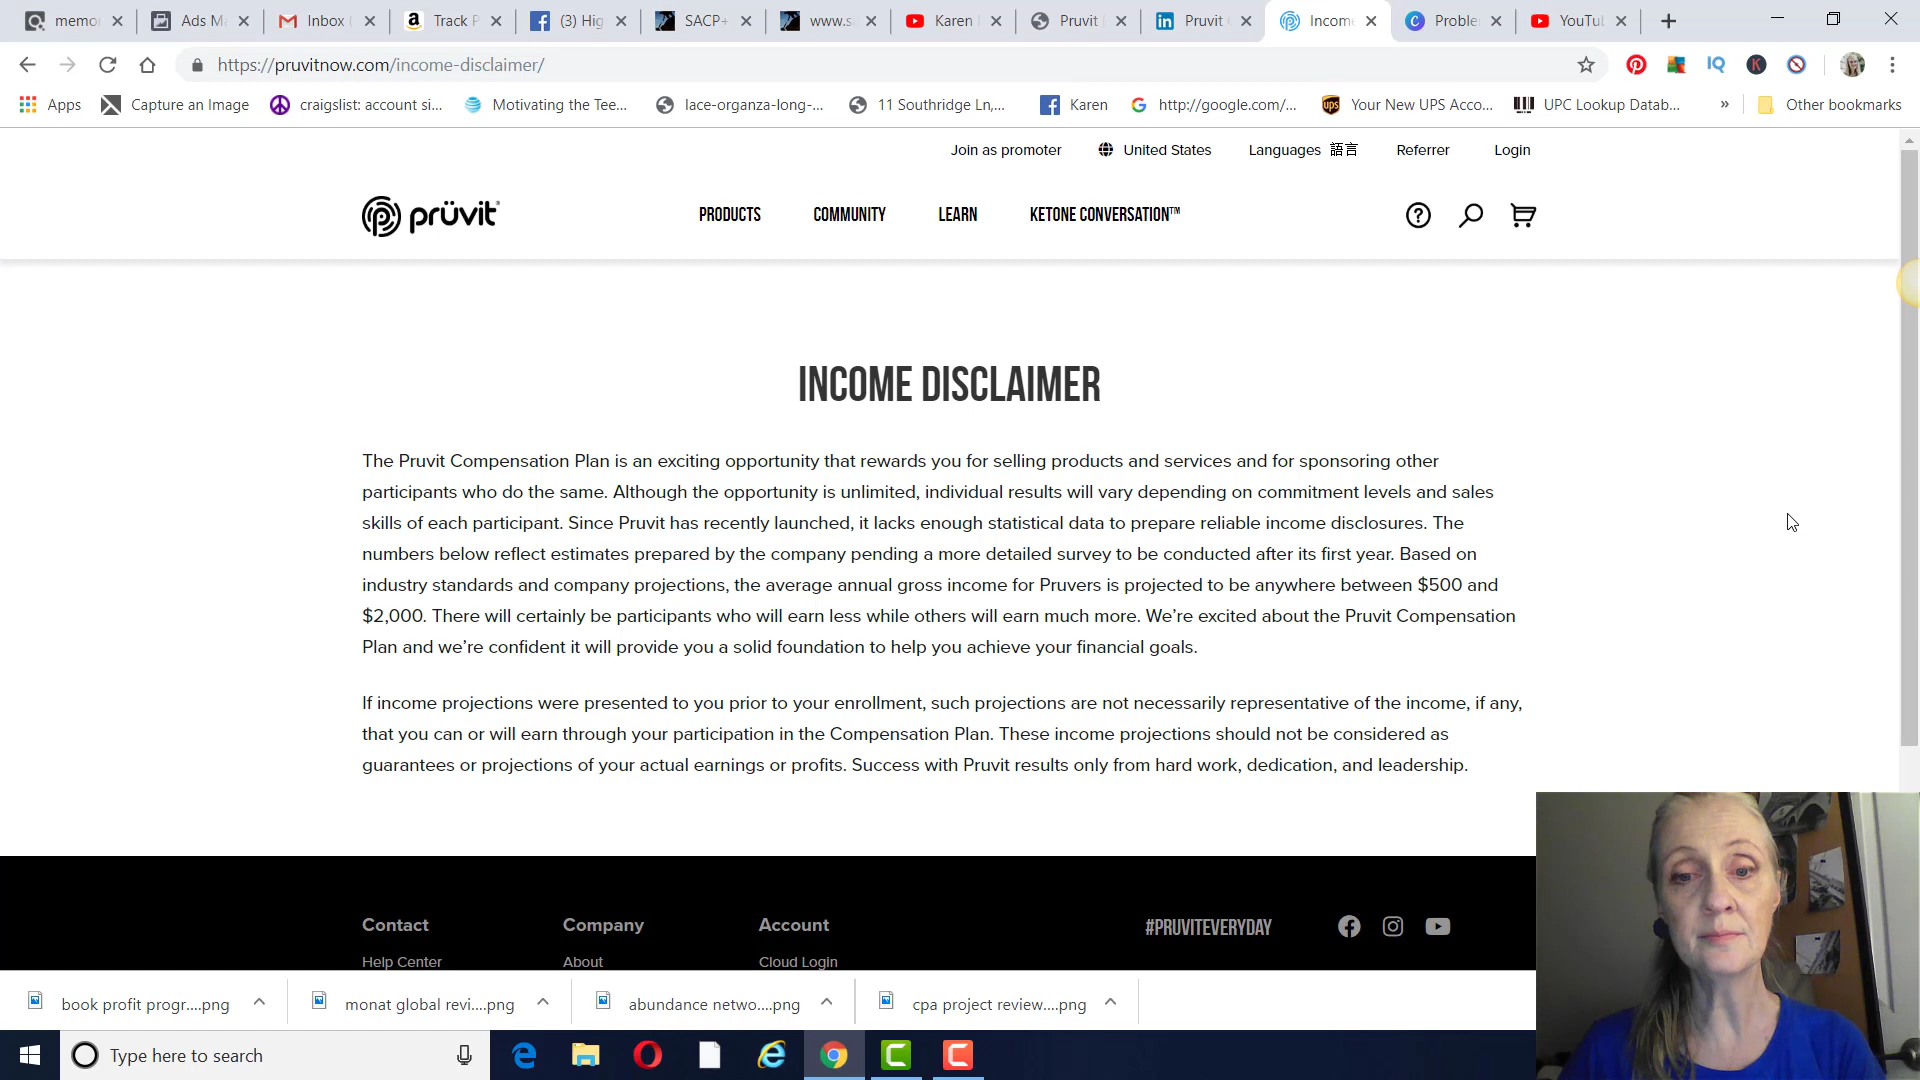 memo
Ads M
Inbox
Track P
(3) Hig
SACP+
www.s
Karen
Pruvit
Pruvit
Incom
Proble
YouTu
https://pruvitnow.com/income-disclaimer/
Apps
Capture an Image
craigslist: account si...
Motivating the Tee...
lace-organza-long-...
11 Southridge Ln,...
Karen
http://google.com/...
Your New UPS Acco...
UPC Lookup Datab...
»
Other bookmarks
Join as promoter
United States
Languages 語言
Referrer
Login
prüvit
PRODUCTS
COMMUNITY
LEARN
KETONE CONVERSATION™
INCOME DISCLAIMER
The Pruvit Compensation Plan is an exciting opportunity that rewards you for selling products and services and for sponsoring other
participants who do the same. Although the opportunity is unlimited, individual results will vary depending on commitment levels and sales
skills of each participant. Since Pruvit has recently launched, it lacks enough statistical data to prepare reliable income disclosures. The
numbers below reflect estimates prepared by the company pending a more detailed survey to be conducted after its first year. Based on
industry standards and company projections, the average annual gross income for Pruvers is projected to be anywhere between $500 and
$2,000. There will certainly be participants who will earn less while others will earn much more. We’re excited about the Pruvit Compensation
Plan and we’re confident it will provide you a solid foundation to help you achieve your financial goals.
If income projections were presented to you prior to your enrollment, such projections are not necessarily representative of the income, if any,
that you can or will earn through your participation in the Compensation Plan. These income projections should not be considered as
guarantees or projections of your actual earnings or profits. Success with Pruvit results only from hard work, dedication, and leadership.
Contact
Company
Account
#PRUVITEVERYDAY
Help Center
About
Cloud Login
book profit progr....png
monat global revi....png
abundance netwo....png
cpa project review....png
Type here to search